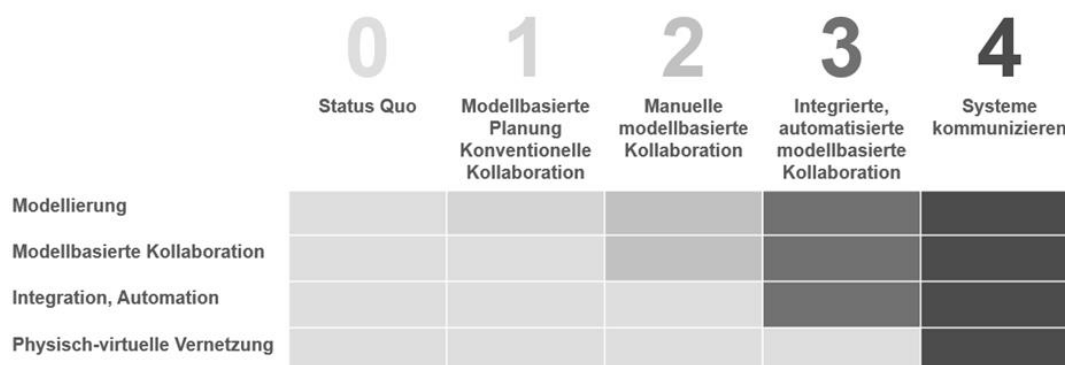 0 1 2 3 4
Status Quo Modellbasierte Manuelle Integrierte, Systeme
Planung modellbasierte automatisierte kommunizieren
Konventionelle Kollaboration modellbasierte
Kollaboration Kollaboration
Modellierung
Modellbasierte Kollaboration
Integration, Automation
Physisch-virtuelle Vernetzung